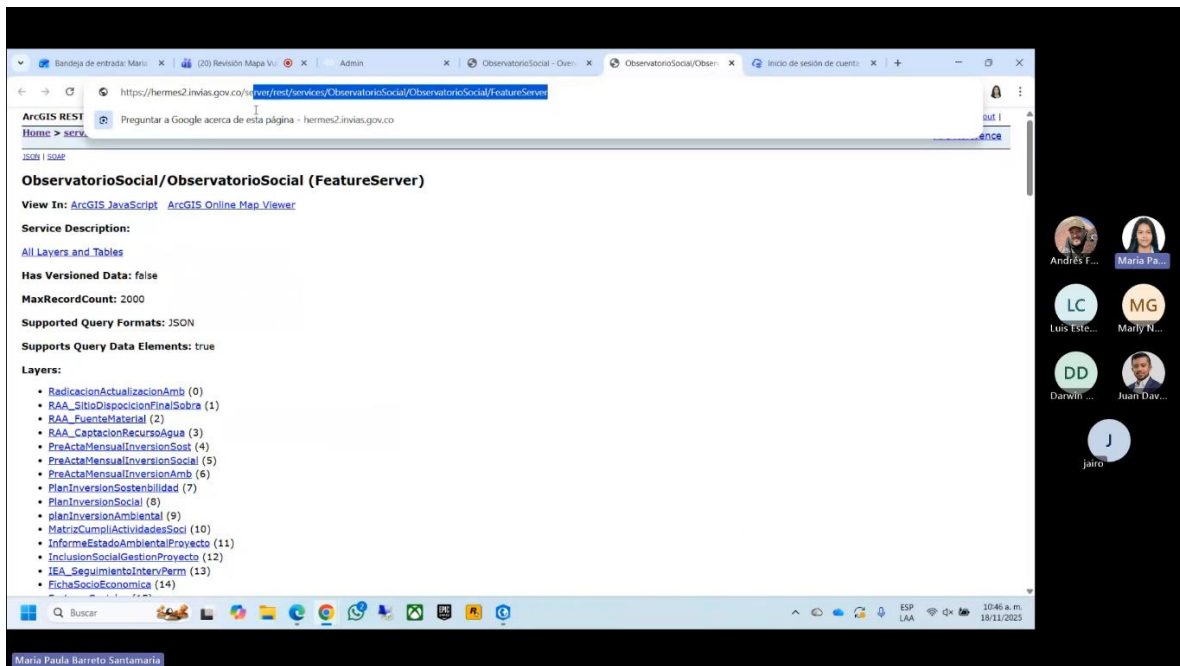 Bandeja de entrada: María
(20) Revisión Mapa Vu
Admin
ObservatorioSocial - Over
ObservatorioSocial/Obser
Inicio de sesión de cuenta
https://hermes2.invias.gov.co/server/rest/services/ObservatorioSocial/ObservatorioSocial/FeatureServer
Preguntar a Google acerca de esta página - hermes2.invias.gov.co
ArcGIS REST
out |
Home > serv
ence
JSON | SOAP
ObservatorioSocial/ObservatorioSocial (FeatureServer)
View In: ArcGIS JavaScript ArcGIS Online Map Viewer
Service Description:
All Layers and Tables
Has Versioned Data: false
MaxRecordCount: 2000
Supported Query Formats: JSON
Supports Query Data Elements: true
Layers:
• RadicacionActualizacionAmb (0)
• RAA_SitioDispocicionFinalSobra (1)
• RAA_FuenteMaterial (2)
• RAA_CaptacionRecursoAgua (3)
• PreActaMensualInversionSost (4)
• PreActaMensualInversionSocial (5)
• PreActaMensualInversionAmb (6)
• PlanInversionSostenbilidad (7)
• PlanInversionSocial (8)
• planInversionAmbiental (9)
• MatrizCumpliActividadesSoci (10)
• InformeEstadoAmbientalProyecto (11)
• InclusionSocialGestionProyecto (12)
• IEA_SeguimientoIntervPerm (13)
• FichaSocioEconomica (14)
Buscar
ESP
LAA
10:46 a. m.
18/11/2025
Andrés F...
Maria Pa...
LC
MG
Luis Este...
Marly N...
DD
Darwin ...
Juan Dav...
J
jairo
Maria Paula Barreto Santamaria